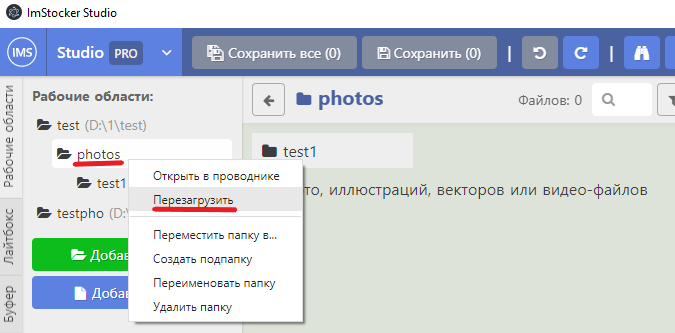 ImStocker Studio
IMS Studio PRO Сохранить все (0) Сохранить (0)
Рабочие области
Лайтбокс
Буфер
Рабочие области:
test (D:\1\test)
photos
test1
testpho (D:\
Добав
Доба
Открыть в проводнике
Перезагрузить
Переместить папку в...
Создать подпапку
Переименовать папку
Удалить папку
photos Файлов: 0
test1
то, иллюстраций, векторов или видео-файлов